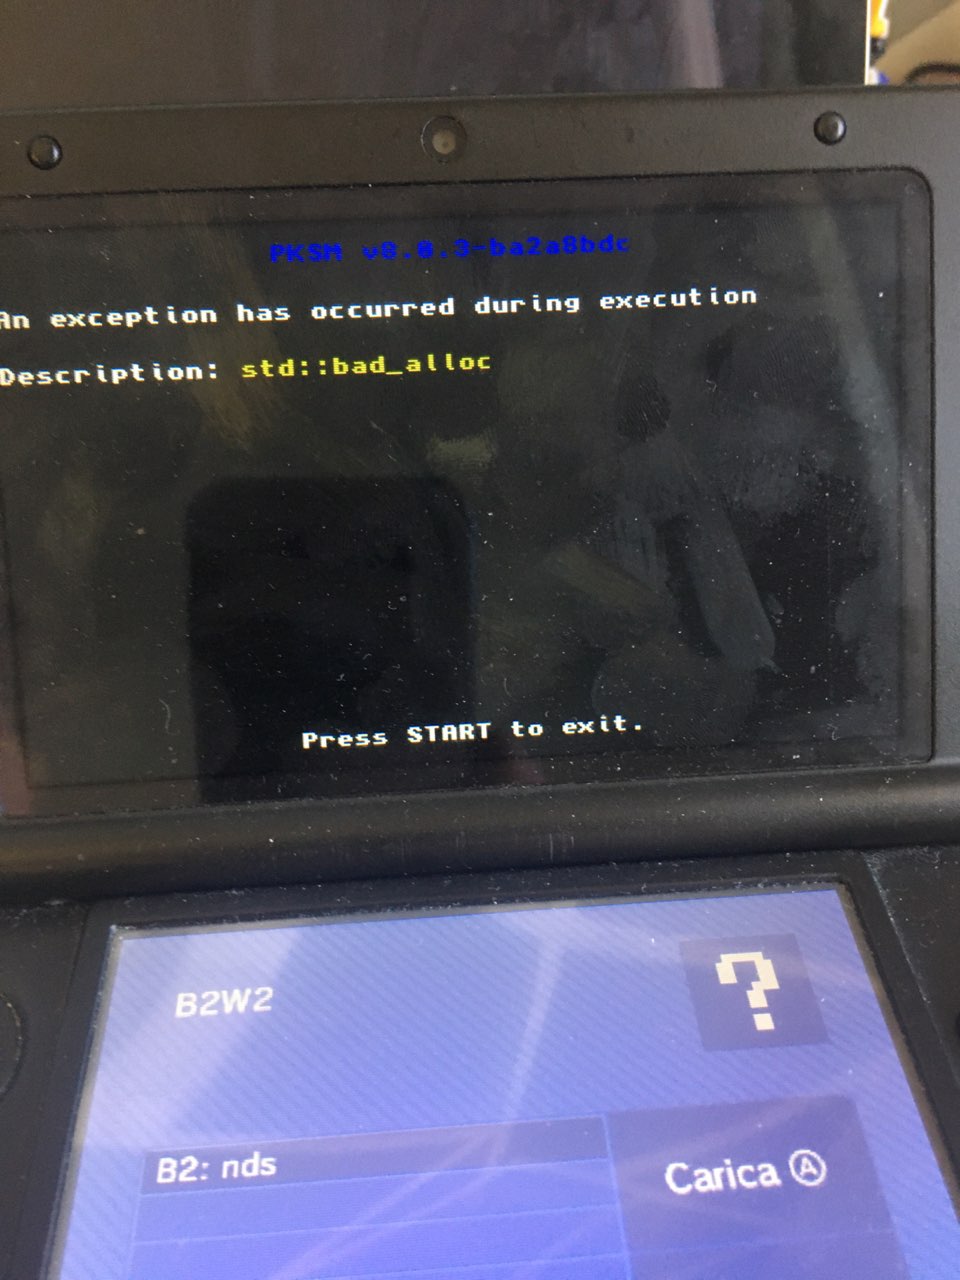 PKSM v8.0.3-ba2a8bdc
An exception has occurred during execution
Description: std::bad_alloc
Press START to exit.
B2W2
?
B2: nds
Carica Ⓐ